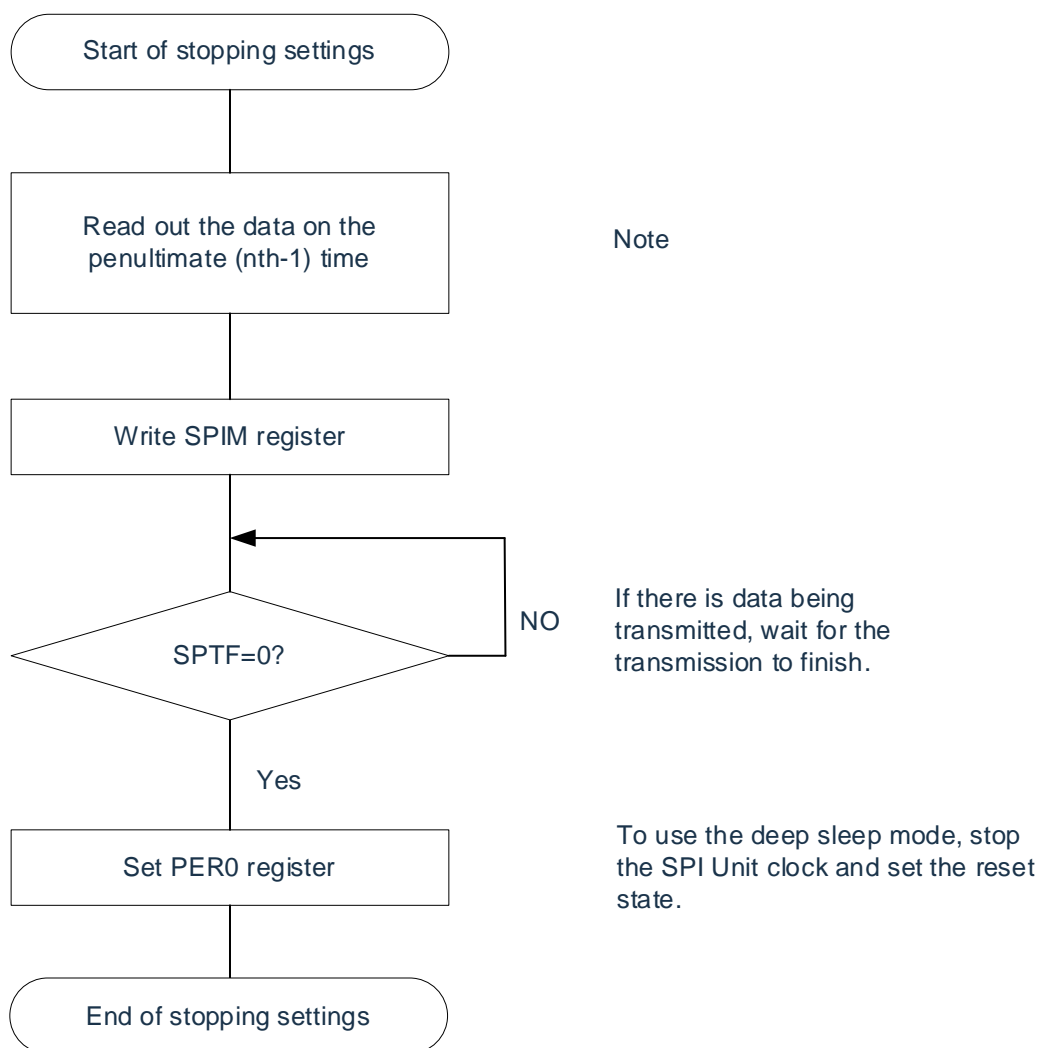 Start of stopping settings
Read out the data on the
penultimate (nth-1) time
Note
Write SPIM register
SPTF=0?
NO
If there is data being
transmitted, wait for the
transmission to finish.
Yes
Set PER0 register
To use the deep sleep mode, stop
the SPI Unit clock and set the reset
state.
End of stopping settings